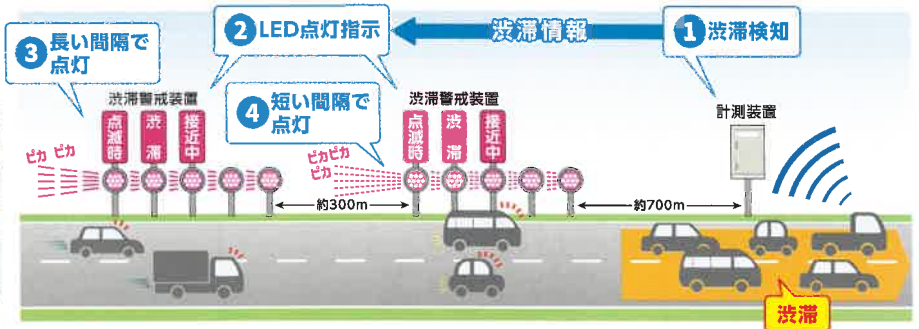 ③長い間隔で
点灯
②LED点灯指示
渋滞情報
①渋滞検知
渋滞警戒装置
点滅時
渋滞
接近中
ピカ ピカ
④短い間隔で
点灯
渋滞警戒装置
点滅時
渋滞
接近中
ピカピカ
ピカ
計測装置
約300m
約700m
渋滞